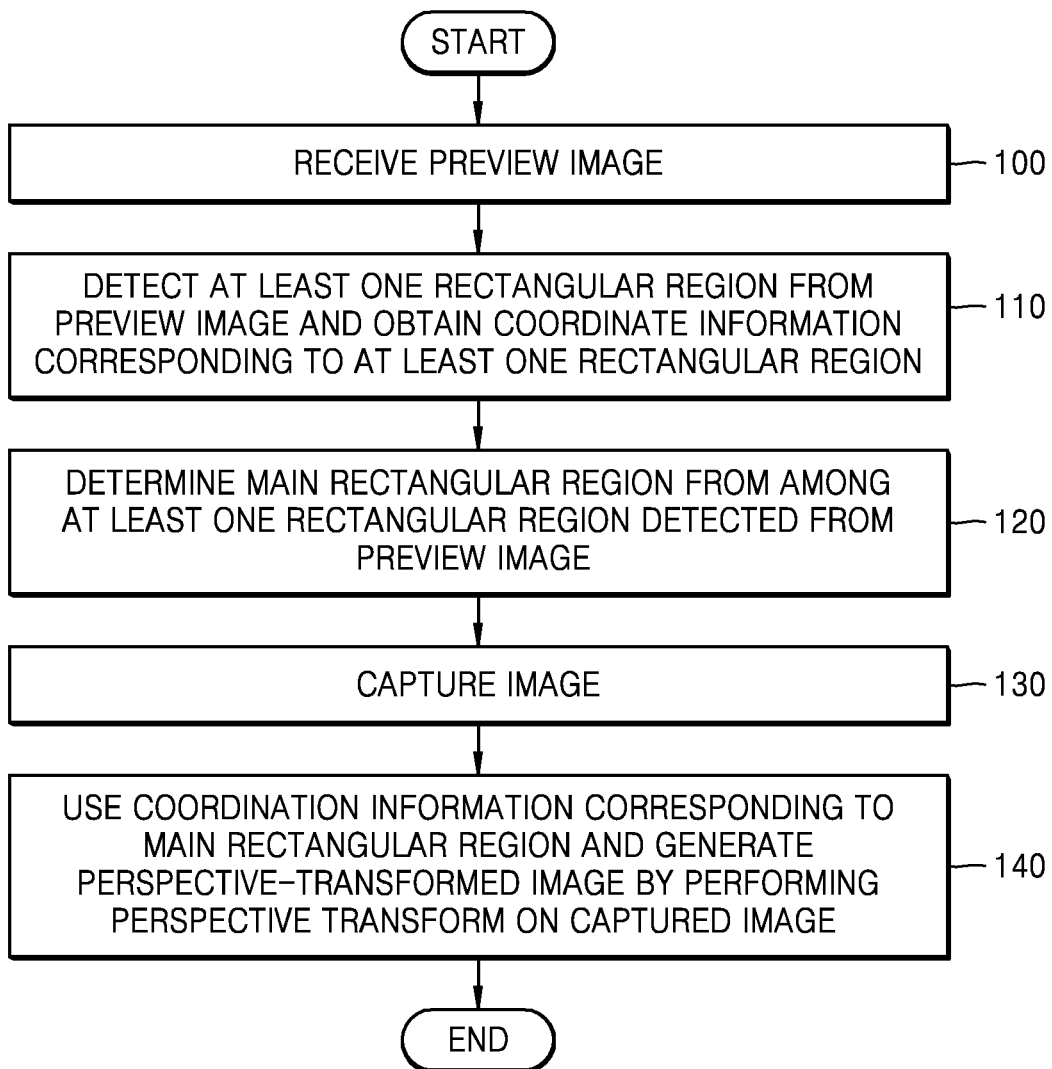 START
RECEIVE PREVIEW IMAGE
100
DETECT AT LEAST ONE RECTANGULAR REGION FROM
PREVIEW IMAGE AND OBTAIN COORDINATE INFORMATION
CORRESPONDING TO AT LEAST ONE RECTANGULAR REGION
110
DETERMINE MAIN RECTANGULAR REGION FROM AMONG
AT LEAST ONE RECTANGULAR REGION DETECTED FROM
PREVIEW IMAGE
120
CAPTURE IMAGE
130
USE COORDINATION INFORMATION CORRESPONDING TO
MAIN RECTANGULAR REGION AND GENERATE
PERSPECTIVE-TRANSFORMED IMAGE BY PERFORMING
PERSPECTIVE TRANSFORM ON CAPTURED IMAGE
140
END